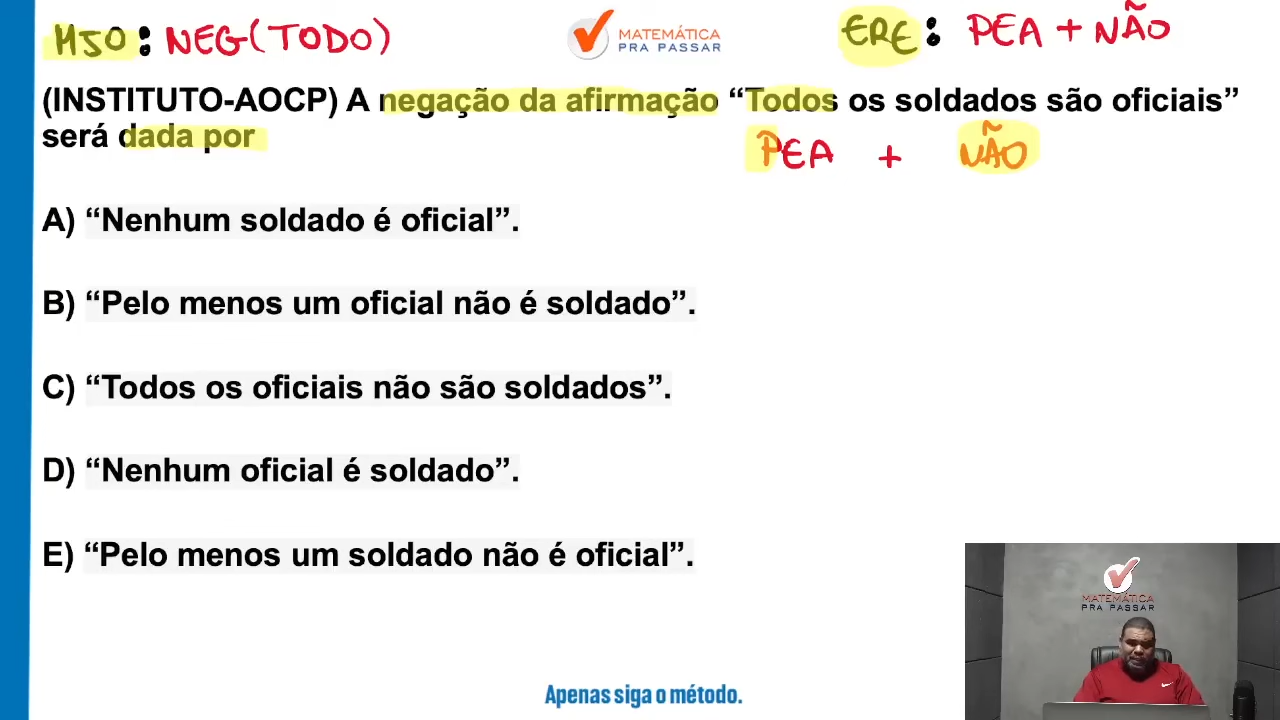 MJO: NEG(TODO)
MATEMÁTICA
PRA PASSAR
ERE: PEA + NÃO
(INSTITUTO-AOCP) A negação da afirmação “Todos os soldados são oficiais”
será dada por
PEA + NÃO
A) “Nenhum soldado é oficial”.
B) “Pelo menos um oficial não é soldado”.
C) “Todos os oficiais não são soldados”.
D) “Nenhum oficial é soldado”.
E) “Pelo menos um soldado não é oficial”.
MATEMÁTICA
PRA PASSAR
Apenas siga o método.